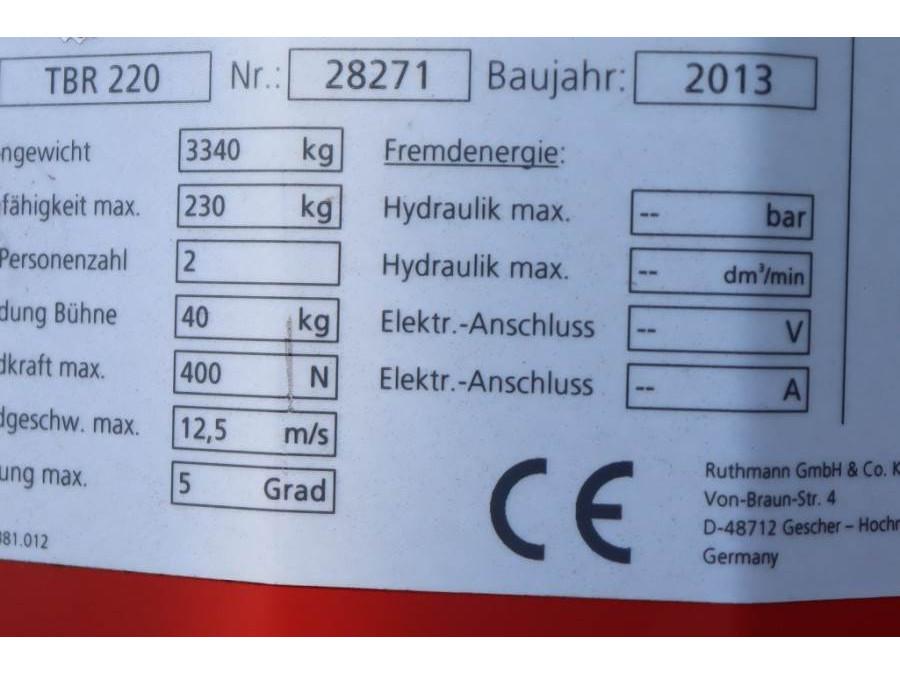 TBR 220 Nr.: 28271 Baujahr: 2013
ngewicht 3340 kg Fremdenergie:
fähigkeit max. 230 kg Hydraulik max. -- bar
Personenzahl 2 Hydraulik max. -- dm³/min
dung Bühne 40 kg Elektr.-Anschluss -- V
dkraft max. 400 N Elektr.-Anschluss -- A
dgeschw. max. 12,5 m/s
ung max. 5 Grad
CE
Ruthmann GmbH & Co. K
Von-Braun-Str. 4
D-48712 Gescher – Hochm
Germany
381.012